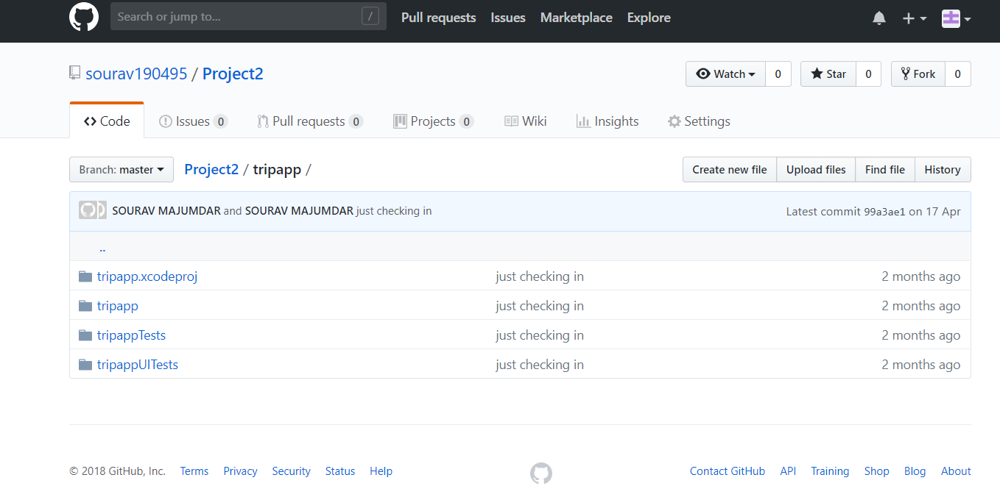 Search or jump to... / Pull requests Issues Marketplace Explore
sourav190495 / Project2 Watch 0 Star 0 Fork 0
Code Issues 0 Pull requests 0 Projects 0 Wiki Insights Settings
Branch: master Project2 / tripapp / Create new file Upload files Find file History
SOURAV MAJUMDAR and SOURAV MAJUMDAR just checking in Latest commit 99a3ae1 on 17 Apr
..
tripapp.xcodeproj just checking in 2 months ago
tripapp just checking in 2 months ago
tripappTests just checking in 2 months ago
tripappUITests just checking in 2 months ago
© 2018 GitHub, Inc. Terms Privacy Security Status Help Contact GitHub API Training Shop Blog About